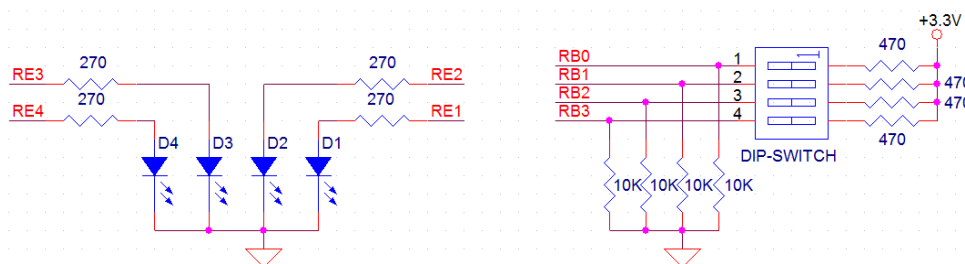 270
270
RE3
RE2
270
270
RE4
RE1
D4
D3
D2
D1
+3.3V
470
RB0
1
1
RB1
2
470
RB2
3
470
RB3
4
470
DIP-SWITCH
10K
10K
10K
10K